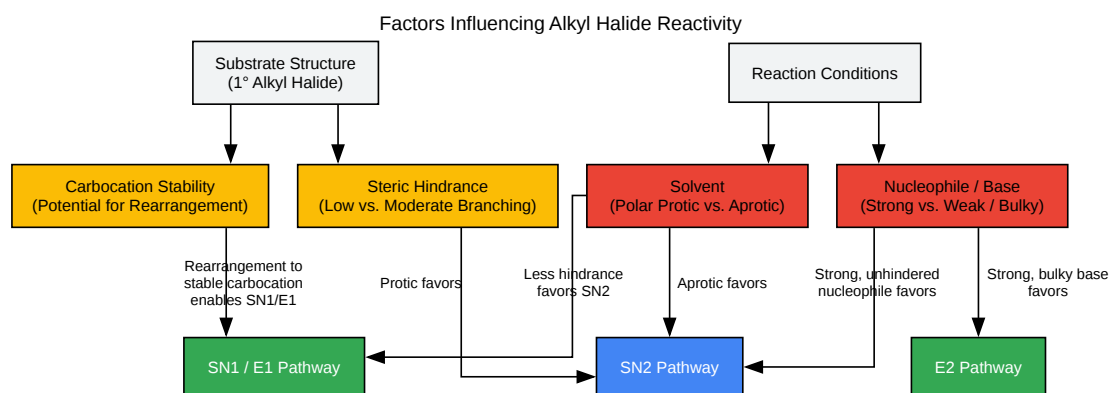 Factors Influencing Alkyl Halide Reactivity
Substrate Structure
(1° Alkyl Halide)
Reaction Conditions
Carbocation Stability
(Potential for Rearrangement)
Steric Hindrance
(Low vs. Moderate Branching)
Solvent
(Polar Protic vs. Aprotic)
Nucleophile / Base
(Strong vs. Weak / Bulky)
Rearrangement to
stable carbocation
enables SN1/E1
Protic favors
Less hindrance
favors SN2
Aprotic favors
Strong, unhindered
nucleophile favors
Strong, bulky base
favors
SN1 / E1 Pathway
SN2 Pathway
E2 Pathway